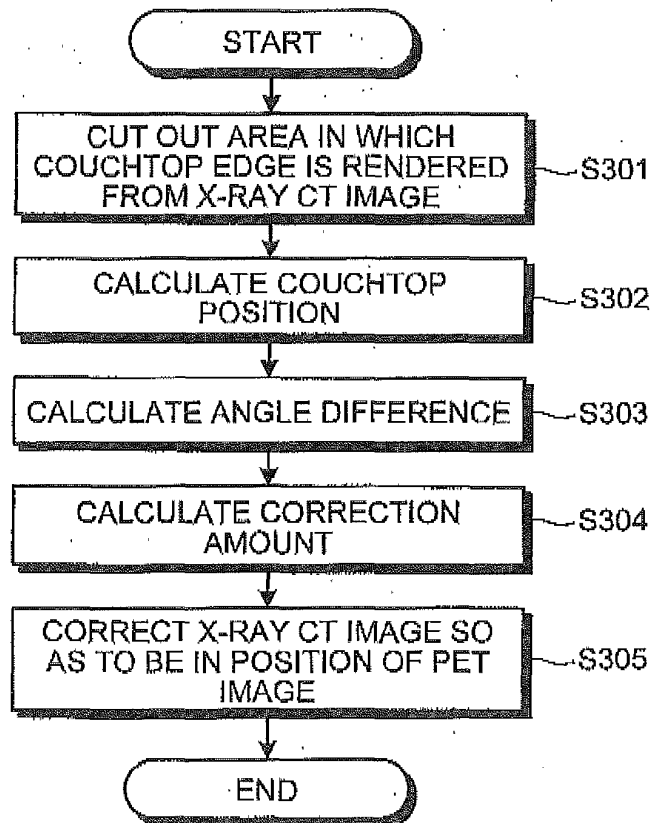 START
CUT OUT AREA IN WHICH
COUCHTOP EDGE IS RENDERED
FROM X-RAY CT IMAGE
S301
CALCULATE COUCHTOP
POSITION
S302
CALCULATE ANGLE DIFFERENCE
S303
CALCULATE CORRECTION
AMOUNT
S304
CORRECT X-RAY CT IMAGE SO
AS TO BE IN POSITION OF PET
IMAGE
S305
END